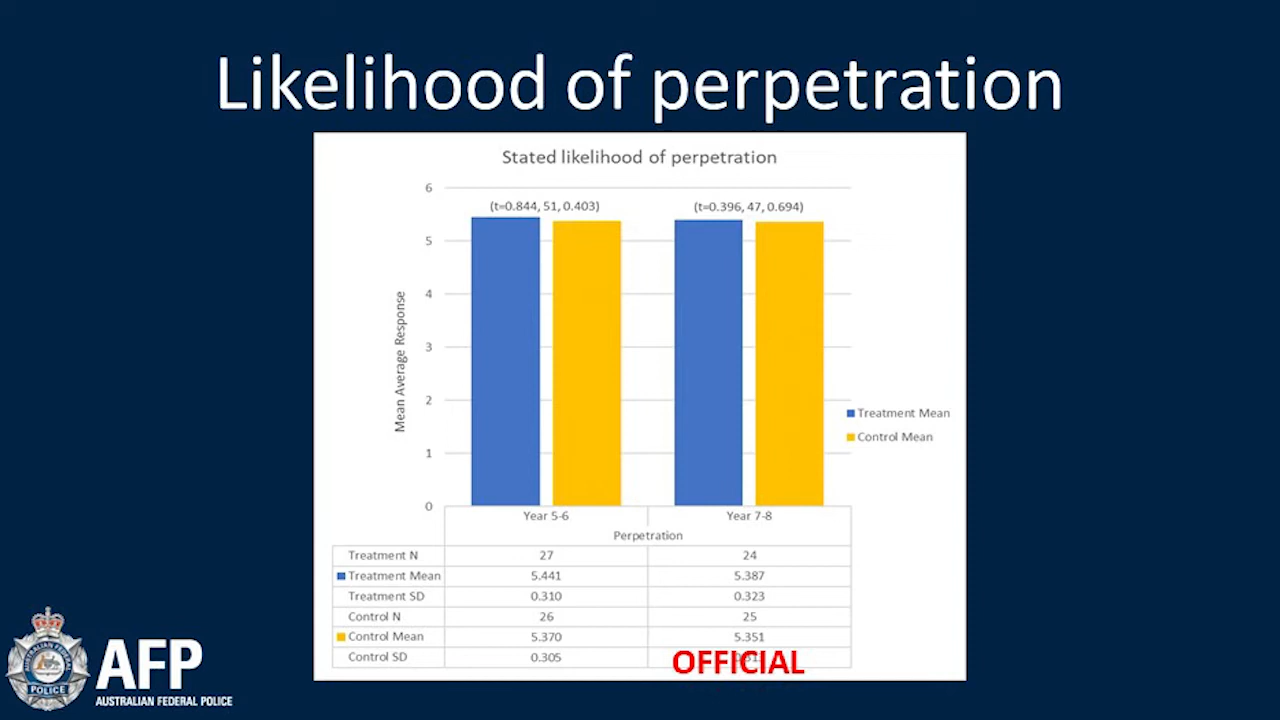 Likelihood of perpetration
Stated likelihood of perpetration
6
(t=0.844, 51, 0.403) (t=0.396, 47, 0.694)
5
4
3
2
1
0
Mean Average Response
Treatment Mean
Control Mean
Year 5-6 Year 7-8
Perpetration
Treatment N 27 24
Treatment Mean 5.441 5.387
Treatment SD 0.310 0.323
Control N 26 25
Control Mean 5.370 5.351
Control SD 0.305
OFFICIAL
AUSTRALIAN FEDERAL
POLICE
AFP
AUSTRALIAN FEDERAL POLICE